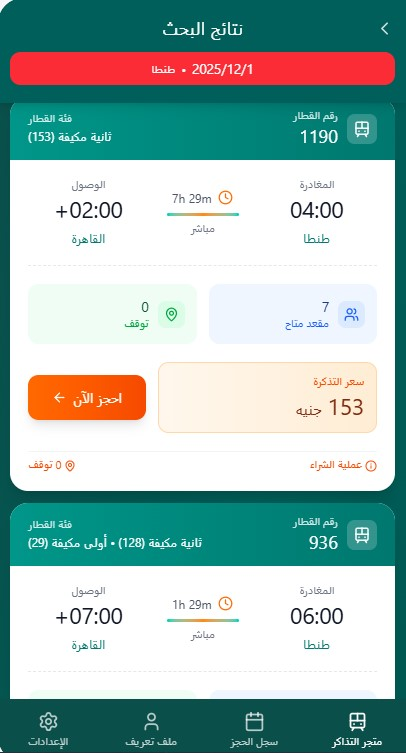 نتائج البحث
2025/12/1 • طنطا
رقم القطار
1190
فئة القطار
ثانية مكيفة (153)
المغادرة
04:00
طنطا
7h 29m
مباشر
الوصول
+02:00
القاهرة
7
مقعد متاح
0
توقف
سعر التذكرة
153 جنيه
احجز الآن
عملية الشراء
0 توقف
رقم القطار
936
فئة القطار
ثانية مكيفة (128) • أولى مكيفة (29)
المغادرة
06:00
طنطا
1h 29m
مباشر
الوصول
+07:00
القاهرة
متجر التذاكر
سجل الحجز
ملف تعريف
الإعدادات